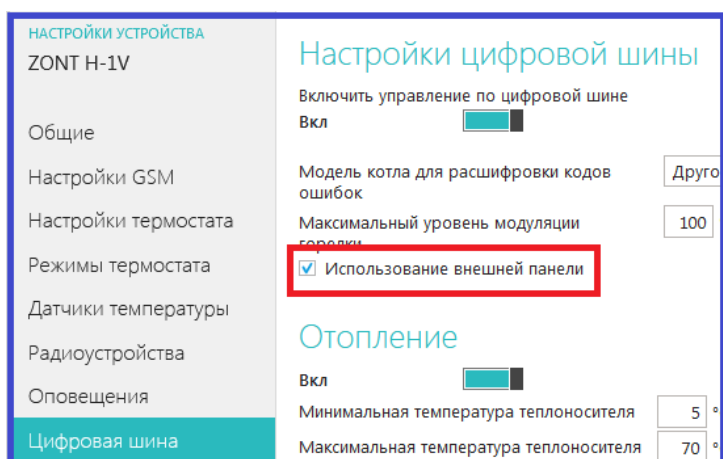 НАСТРОЙКИ УСТРОЙСТВА
ZONT H-1V
Общие
Настройки GSM
Настройки термостата
Режимы термостата
Датчики температуры
Радиоустройства
Оповещения
Цифровая шина
Настройки цифровой шины
Включить управление по цифровой шине
Вкл
Модель котла для расшифровки кодов Друго
ошибок
Максимальный уровень модуляции 100
горелки
Использование внешней панели
Отопление
Вкл
Минимальная температура теплоносителя 5 °
Максимальная температура теплоносителя 70 °